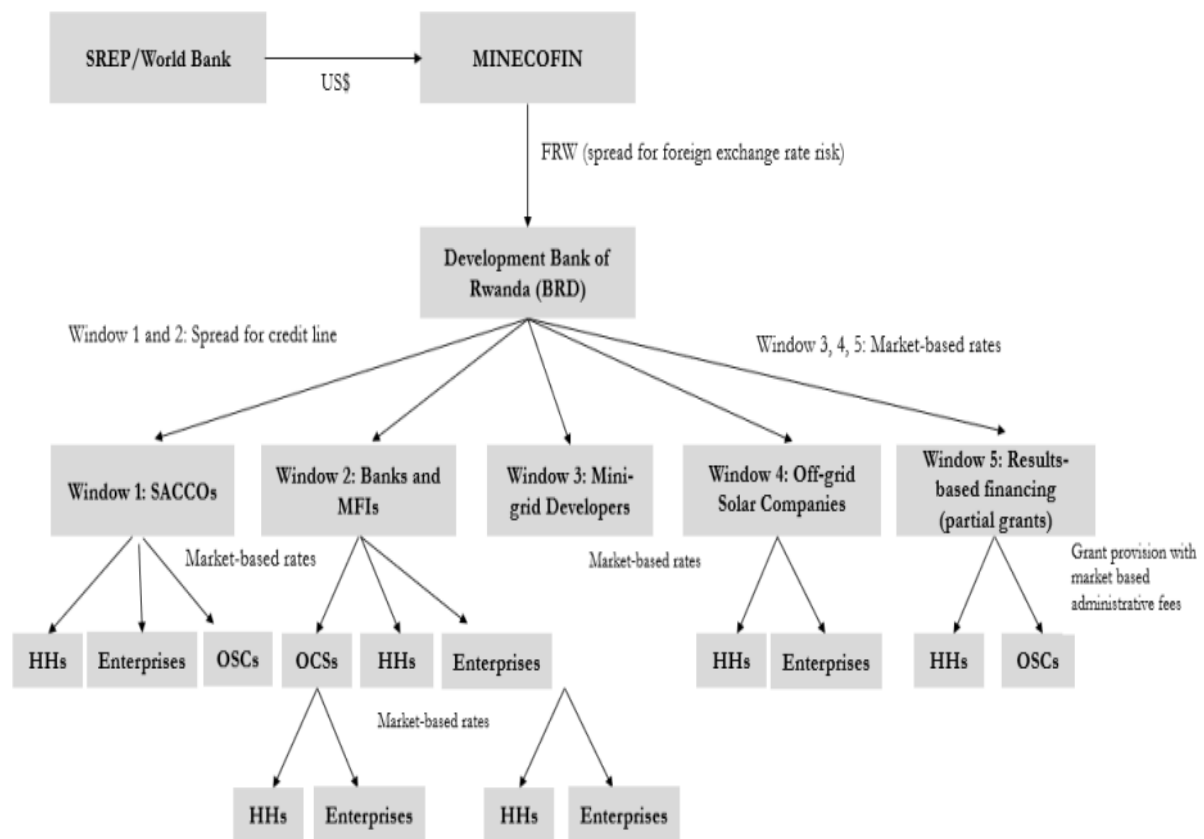 SREP/World Bank
US$
MINECOFIN
FRW (spread for foreign exchange rate risk)
Development Bank of
Rwanda (BRD)
Window 1 and 2: Spread for credit line
Window 3, 4, 5: Market-based rates
Window 1: SACCOs
Window 2: Banks and
MFIs
Window 3: Mini-
grid Developers
Window 4: Off-grid
Solar Companies
Window 5: Results-
based financing
(partial grants)
Market-based rates
Market-based rates
Grant provision with
market based
administrative fees
HHs
Enterprises
OSCs
OCSs
HHs
Enterprises
HHs
Enterprises
HHs
OSCs
Market-based rates
HHs
Enterprises
HHs
Enterprises